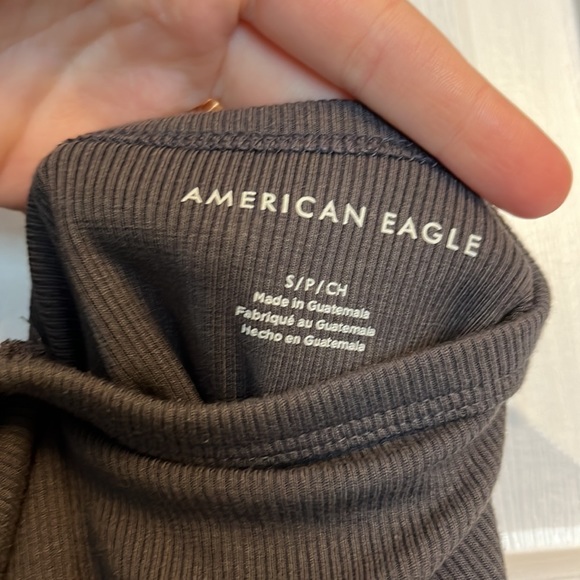 AMERICAN EAGLE
S/P/CH
Made in Guatemala
Fabriqué au Guatemala
Hecho en Guatemala